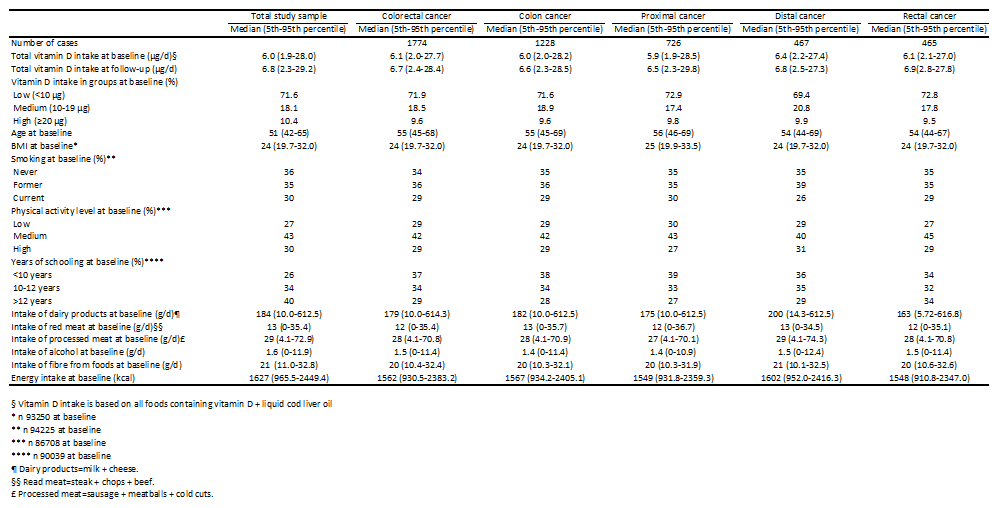 Total study sample Colorectal cancer Colon cancer Proximal cancer Distal cancer Rectal cancer
Median (5th-95th percentile) Median (5th-95th percentile) Median (5th-95th percentile) Median (5th-95th percentile) Median (5th-95th percentile) Median (5th-95th percentile)
Number of cases 1774 1228 726 467 465
Total vitamin D intake at baseline (µg/d)§ 6.0 (1.9-28.0) 6.1 (2.0-27.7) 6.0 (2.0-28.2) 5.9 (1.9-28.5) 6.4 (2.2-27.4) 6.1 (2.1-27.0)
Total vitamin D intake at follow-up (µg/d) 6.8 (2.3-29.2) 6.7 (2.4-28.4) 6.6 (2.3-28.5) 6.5 (2.3-29.8) 6.8 (2.5-27.3) 6.9(2.8-27.8)
Vitamin D intake in groups at baseline (%)
Low (<10 µg) 71.6 71.9 71.6 72.9 69.4 72.8
Medium (10-19 µg) 18.1 18.5 18.9 17.4 20.8 17.8
High (≥20 µg) 10.4 9.6 9.6 9.8 9.9 9.5
Age at baseline 51 (42-65) 55 (45-68) 55 (45-69) 56 (46-69) 54 (44-69) 54 (44-67)
BMI at baseline* 24 (19.7-32.0) 24 (19.7-32.0) 24 (19.7-32.0) 25 (19.9-33.5) 24 (19.7-32.0) 24 (19.7-32.0)
Smoking at baseline (%)**
Never 36 34 35 35 35 35
Former 35 36 36 35 39 35
Current 30 29 29 30 26 29
Physical activity level at baseline (%)***
Low 27 29 29 30 29 27
Medium 43 42 42 43 40 45
High 30 29 29 27 31 29
Years of schooling at baseline (%)****
<10 years 26 37 38 39 36 34
10-12 years 34 34 34 33 35 32
>12 years 40 29 28 27 29 34
Intake of dairy products at baseline (g/d)¶ 184 (10.0-612.5) 179 (10.0-614.3) 182 (10.0-612.5) 175 (10.0-612.5) 200 (14.3-612.5) 163 (5.72-616.8)
Intake of red meat at baseline (g/d)§§ 13 (0-35.4) 12 (0-35.4) 13 (0-35.7) 12 (0-36.7) 13 (0-34.5) 12 (0-35.1)
Intake of processed meat at baseline (g/d)£ 29 (4.1-72.9) 28 (4.1-70.8) 28 (4.1-70.9) 27 (4.1-70.1) 29 (4.1-74.3) 28 (4.1-70.8)
Intake of alcohol at baseline (g/d) 1.6 (0-11.9) 1.5 (0-11.4) 1.4 (0-11.4) 1.4 (0-10.9) 1.5 (0-12.4) 1.5 (0-11.4)
Intake of fibre from foods at baseline (g/d) 21 (11.0-32.8) 20 (10.4-32.4) 20 (10.3-32.1) 20 (10.3-31.9) 21 (10.1-32.5) 20 (10.6-32.6)
Energy intake at baseline (kcal) 1627 (965.5-2449.4) 1562 (930.5-2383.2) 1567 (934.2-2405.1) 1549 (931.8-2359.3) 1602 (952.0-2416.3) 1548 (910.8-2347.0)
§ Vitamin D intake is based on all foods containing vitamin D + liquid cod liver oil
* n 93250 at baseline
** n 94225 at baseline
*** n 86708 at baseline
**** n 90039 at baseline
¶ Dairy products=milk + cheese.
§§ Read meat=steak + chops + beef.
£ Processed meat=sausage + meatballs + cold cuts.